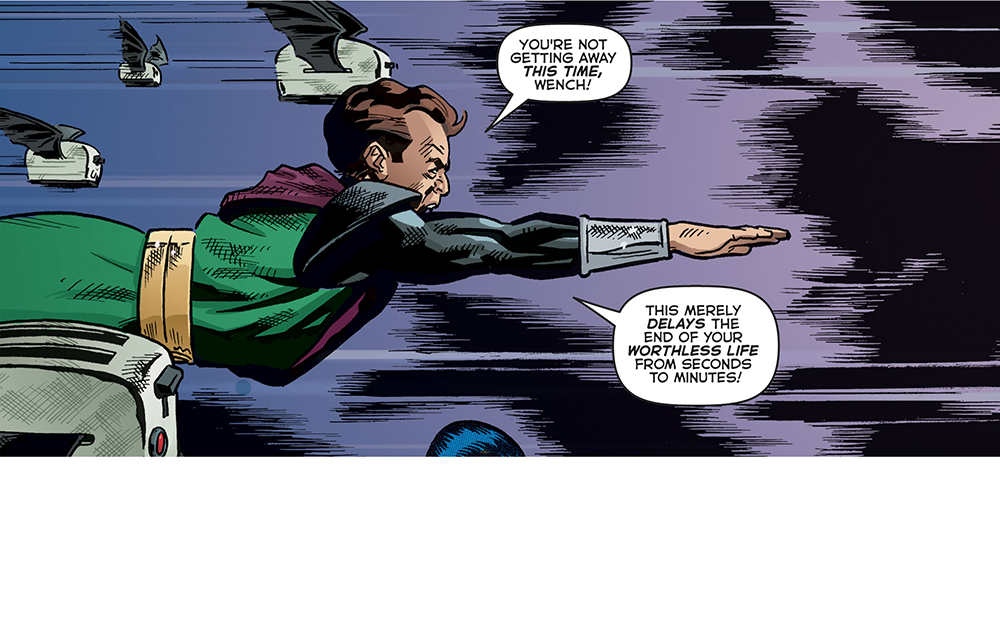 YOU'RE NOT
GETTING AWAY
THIS TIME,
WENCH!
THIS MERELY
DELAYS THE
END OF YOUR
WORTHLESS LIFE
FROM SECONDS
TO MINUTES!